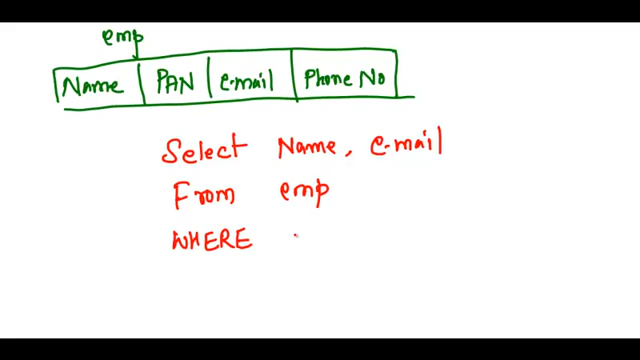 emp
Name PAN e-mail Phone No
Select Name, e-mail
From emp
WHERE